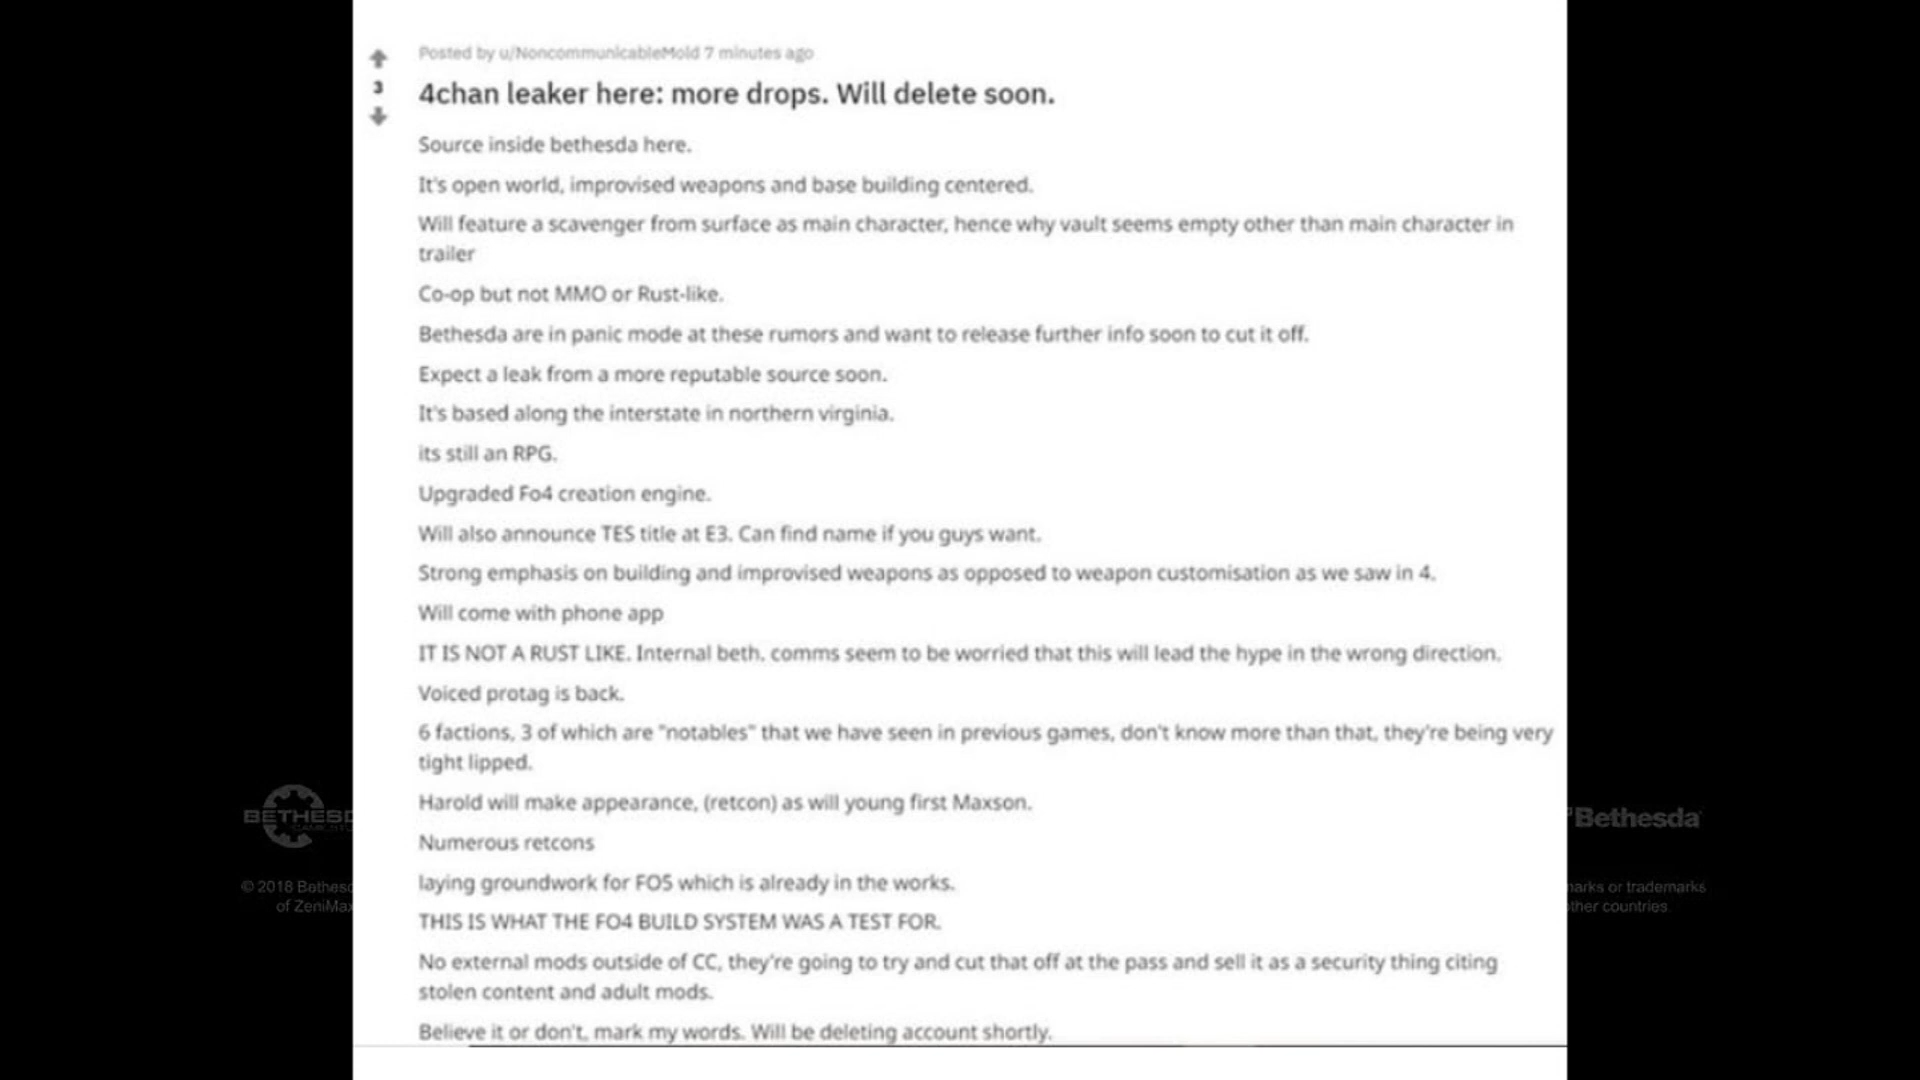 Posted by u/NoncommunicableMold 7 minutes ago
3
4chan leaker here: more drops. Will delete soon.
Source inside bethesda here.
It's open world, improvised weapons and base building centered.
Will feature a scavenger from surface as main character, hence why vault seems empty other than main character in
trailer
Co-op but not MMO or Rust-like.
Bethesda are in panic mode at these rumors and want to release further info soon to cut it off.
Expect a leak from a more reputable source soon.
It's based along the interstate in northern virginia.
its still an RPG.
Upgraded Fo4 creation engine.
Will also announce TES title at E3. Can find name if you guys want.
Strong emphasis on building and improvised weapons as opposed to weapon customisation as we saw in 4.
Will come with phone app
IT IS NOT A RUST LIKE. Internal beth. comms seem to be worried that this will lead the hype in the wrong direction.
Voiced protag is back.
6 factions, 3 of which are "notables" that we have seen in previous games, don't know more than that, they're being very
tight lipped.
Harold will make appearance, (retcon) as will young first Maxson.
Numerous retcons
laying groundwork for FO5 which is already in the works.
THIS IS WHAT THE FO4 BUILD SYSTEM WAS A TEST FOR.
No external mods outside of CC, they're going to try and cut that off at the pass and sell it as a security thing citing
stolen content and adult mods.
Believe it or don't, mark my words. Will be deleting account shortly.
BETHESD
Bethesda
© 2018 Bethesd
of ZeniMax
marks or trademarks
other countries.